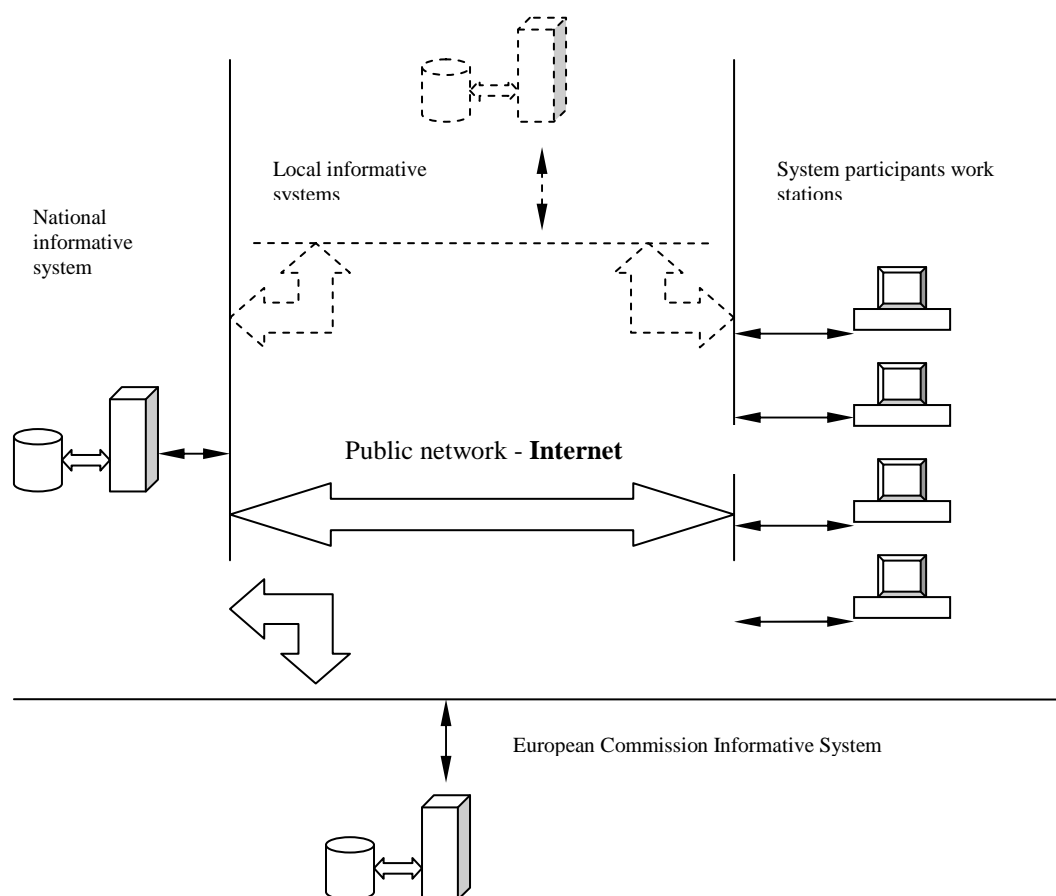 Local informative
systems
System participants work
stations
National
informative
system
Public network - Internet
European Commission Informative System